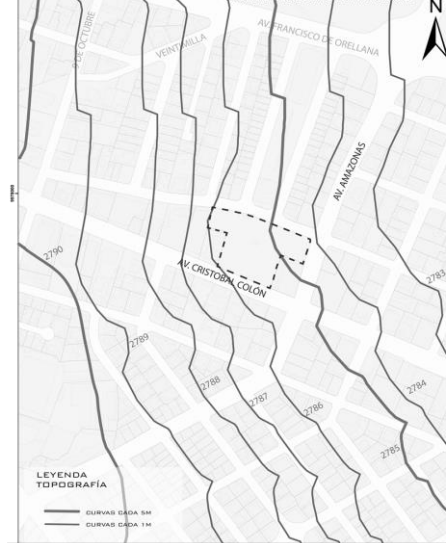 N
AV. FRANCISCO DE ORELLANA
9 DE OCTUBRE
VEINTIMILLA
AV. AMAZONAS
2790
AV. CRISTOBAL COLÓN
2783
2789
2788
2784
2787
2786
2785
LEYENDA
TOPOGRAFÍA
CURVAS CADA 5M
CURVAS CADA 1M